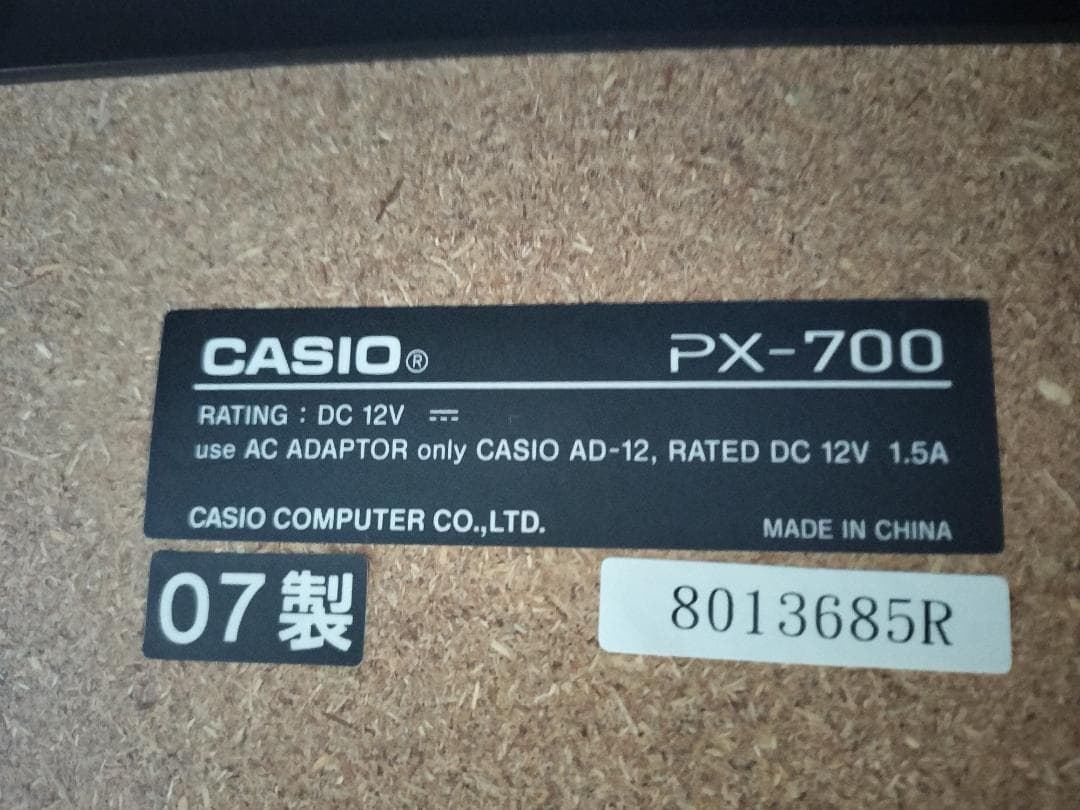 CASIO® PX-700
RATING : DC 12V ⎓
use AC ADAPTOR only CASIO AD-12, RATED DC 12V 1.5A
CASIO COMPUTER CO.,LTD. MADE IN CHINA
07製 8013685R